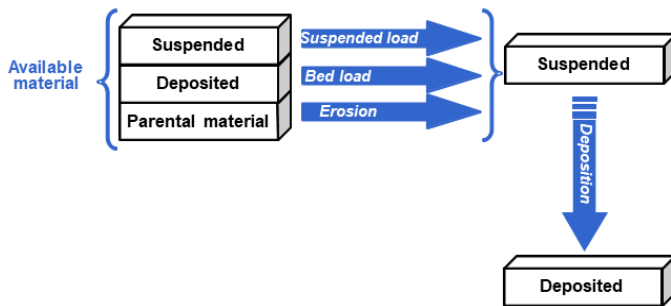 Available
material
Suspended
Deposited
Parental material
Suspended load
Bed load
Erosion
Suspended
Deposition
Deposited